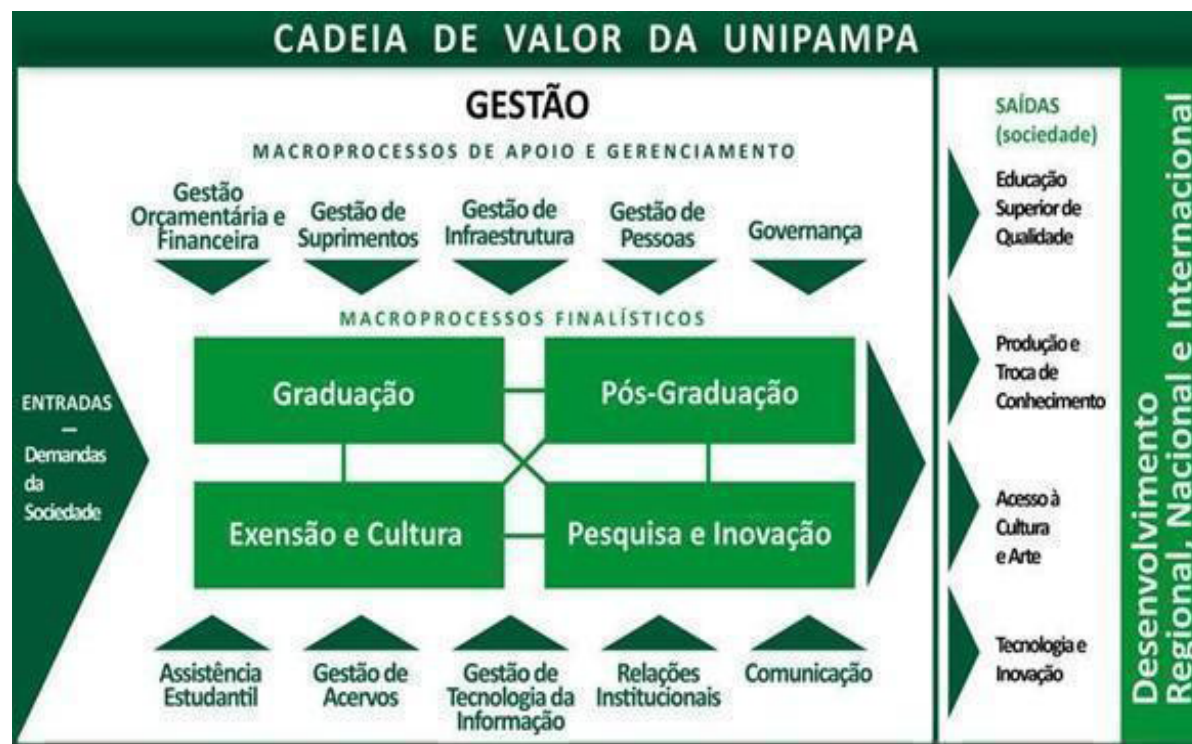 CADEIA DE VALOR DA UNIPAMPA
GESTÃO
MACROPROCESSOS DE APOIO E GERENCIAMENTO
Gestão
Orçamentária e
Financeira
Gestão de
Suprimentos
Gestão de
Infraestrutura
Gestão de
Pessoas
Governança
MACROPROCESSOS FINALÍSTICOS
ENTRADAS
—
Demandas
da
Sociedade
Graduação
Pós-Graduação
Exensão e Cultura
Pesquisa e Inovação
Assistência
Estudantil
Gestão de
Acervos
Gestão de
Tecnologia da
Informação
Relações
Institucionais
Comunicação
SAÍDAS
(sociedade)
Educação
Superior de
Qualidade
Produção e
Troca de
Conhecimento
Acesso à
Cultura
e Arte
Tecnologia e
Inovação
Desenvolvimento
Regional, Nacional e Internacional